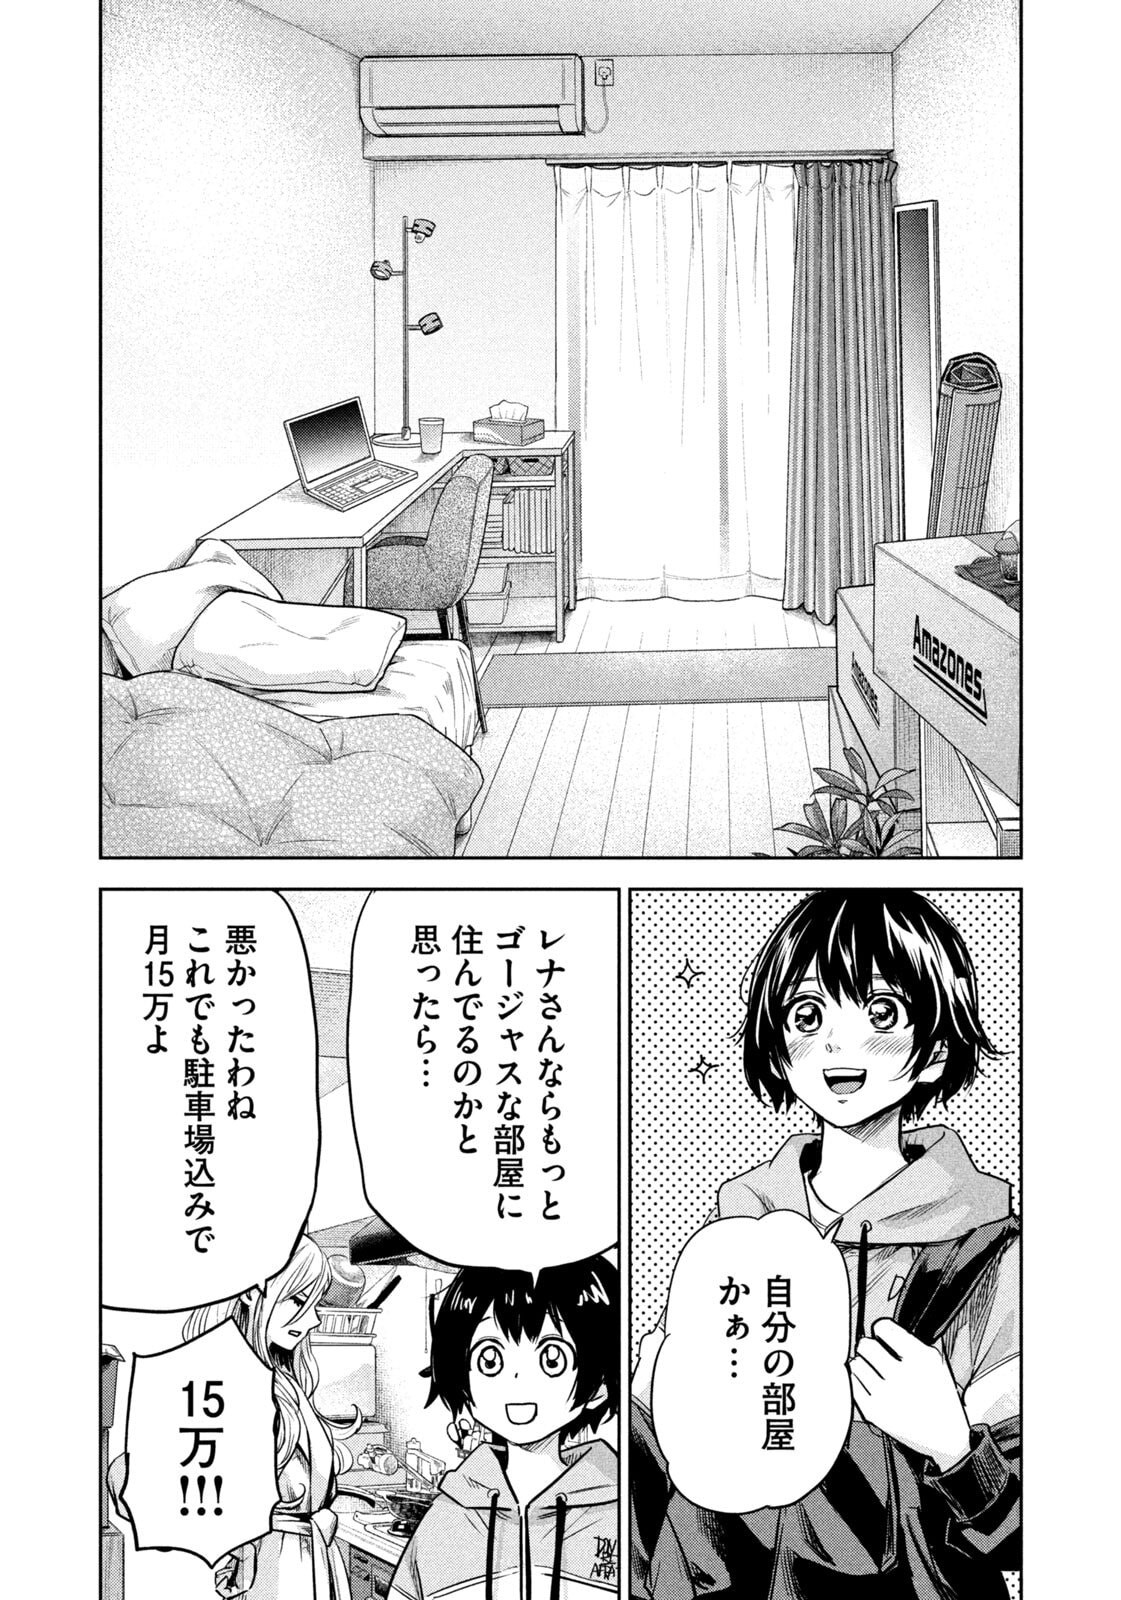 Amazones
Amazones
自分の部屋
かぁ…
レナさんならもっと
ゴージャスな部屋に
住んでるのかと
思ったら…
悪かったわね
これでも駐車場込みで
月15万よ
15万!!!